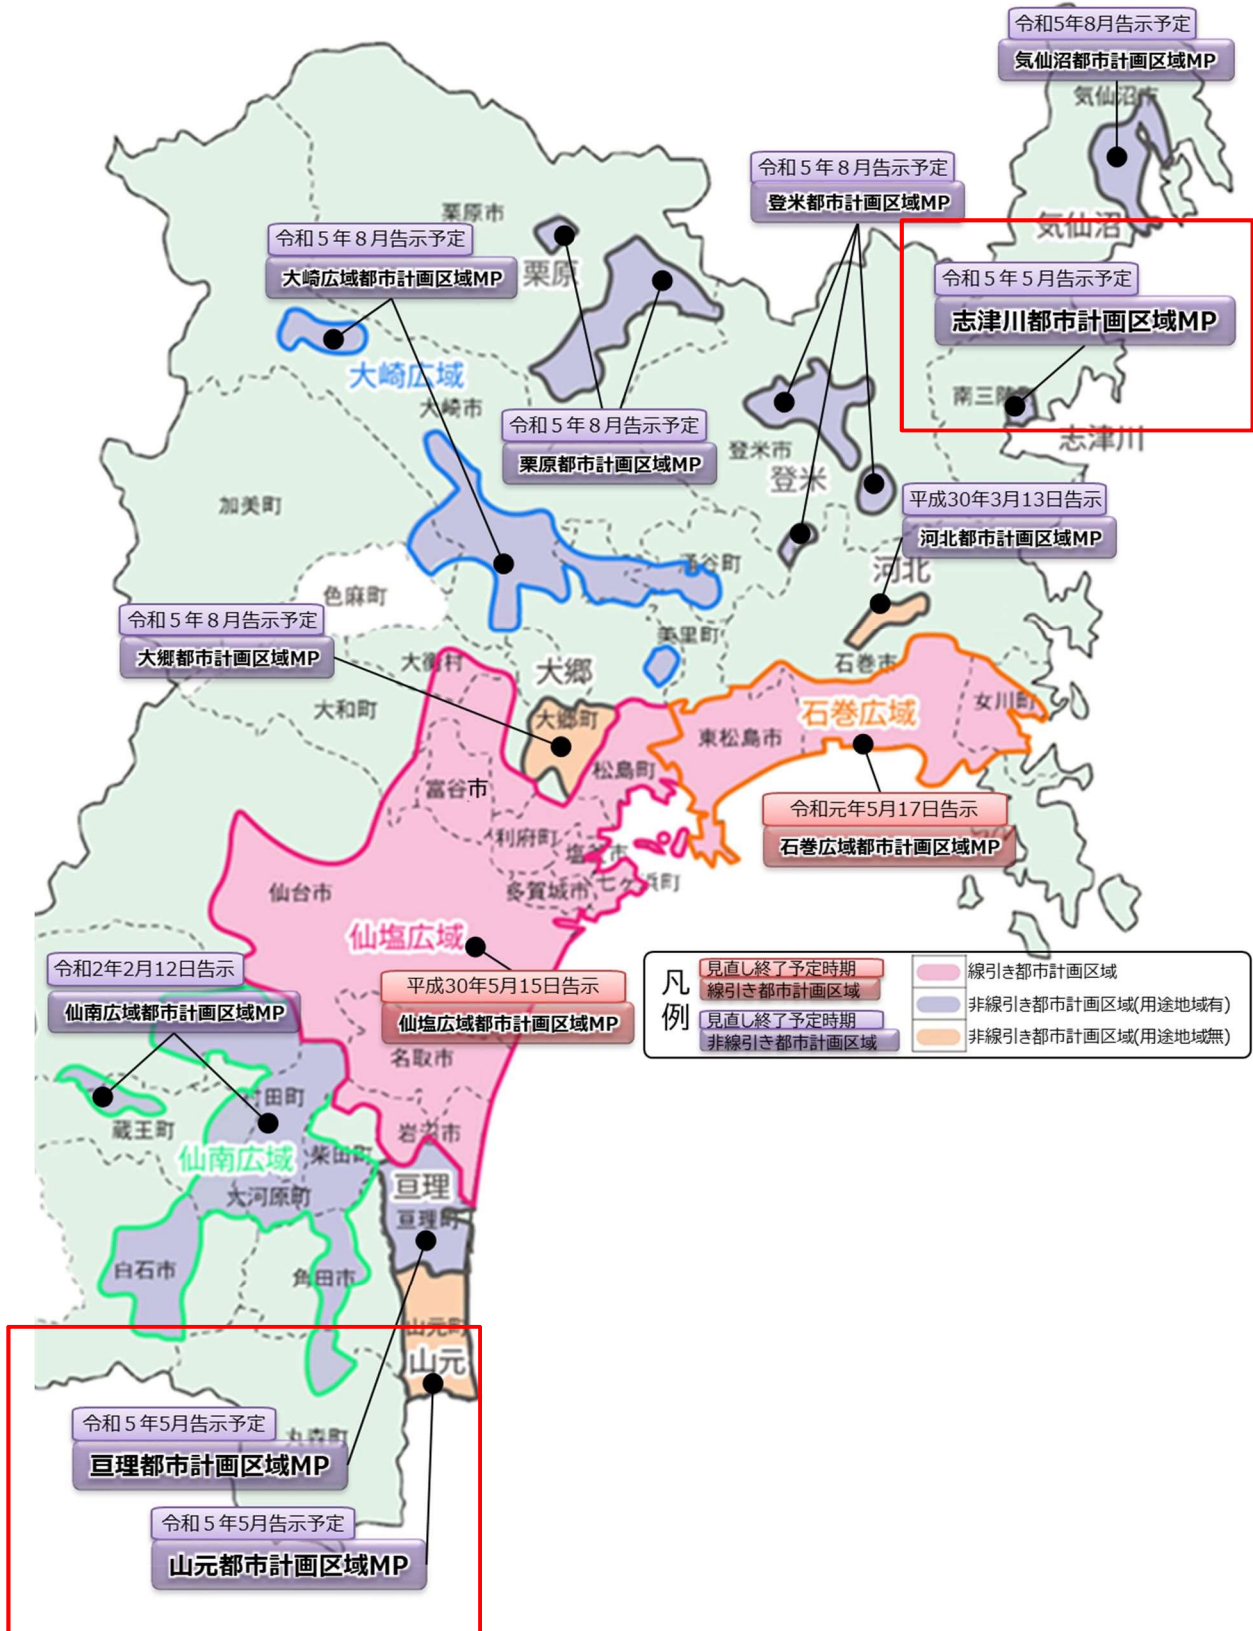 令和5年8月告示予定
気仙沼都市計画区域MP
気仙沼市
気仙沼
令和５年８月告示予定
登米都市計画区域MP
栗原市
栗原
令和５年８月告示予定
大崎広域都市計画区域MP
大崎広域
大崎市
令和５年５月告示予定
志津川都市計画区域MP
南三陸町
志津川
令和５年８月告示予定
栗原都市計画区域MP
登米市
登米
加美町
平成30年3月13日告示
河北都市計画区域MP
河北
涌谷町
色麻町
令和５年８月告示予定
大郷都市計画区域MP
美里町
大衡村
大郷
石巻市
大和町
大郷町
石巻広域
女川町
東松島市
松島町
富谷市
令和元年5月17日告示
石巻広域都市計画区域MP
利府町
塩釜市
仙台市
多賀城市
七ヶ浜町
仙塩広域
令和2年2月12日告示
仙南広域都市計画区域MP
平成30年5月15日告示
仙塩広域都市計画区域MP
凡例
見直し終了予定時期
線引き都市計画区域
見直し終了予定時期
非線引き都市計画区域
線引き都市計画区域
非線引き都市計画区域(用途地域有)
非線引き都市計画区域(用途地域無)
名取市
村田町
蔵王町
岩沼市
仙南広域
柴田町
大河原町
亘理
亘理町
白石市
角田市
山元町
山元
令和５年5月告示予定
丸森町
亘理都市計画区域MP
令和５年5月告示予定
山元都市計画区域MP